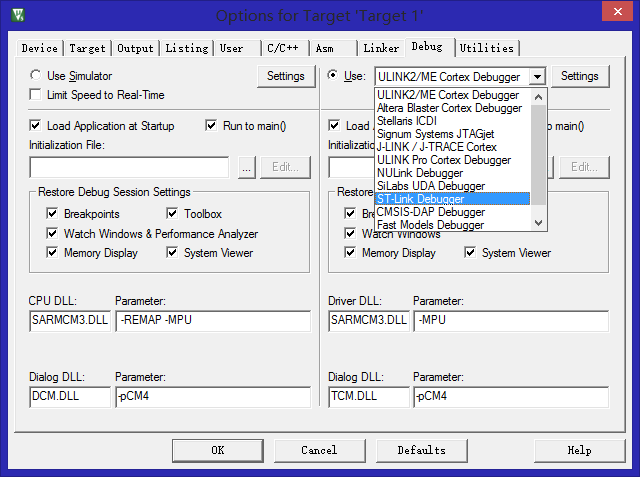 Options for Target 'Target 1'
Device Target Output Listing User C/C++ Asm Linker Debug Utilities
Use Simulator Settings
Limit Speed to Real-Time
Use: ULINK2/ME Cortex Debugger Settings
ULINK2/ME Cortex Debugger
Altera Blaster Cortex Debugger
Stellaris ICDI
Signum Systems JTAGjet
J-LINK / J-TRACE Cortex
ULINK Pro Cortex Debugger
NULink Debugger
SiLabs UDA Debugger
ST-Link Debugger
CMSIS-DAP Debugger
Fast Models Debugger
Load Application at Startup Run to main()
Initialization File:
... Edit...
Restore Debug Session Settings
Breakpoints Toolbox
Watch Windows & Performance Analyzer
Memory Display System Viewer
CPU DLL: Parameter:
SARMCM3.DLL -REMAP -MPU
Dialog DLL: Parameter:
DCM.DLL -pCM4
Load to main()
Edit...
Restore
Watch Windows
Memory Display System Viewer
Driver DLL: Parameter:
SARMCM3.DLL -MPU
Dialog DLL: Parameter:
TCM.DLL -pCM4
OK Cancel Defaults Help